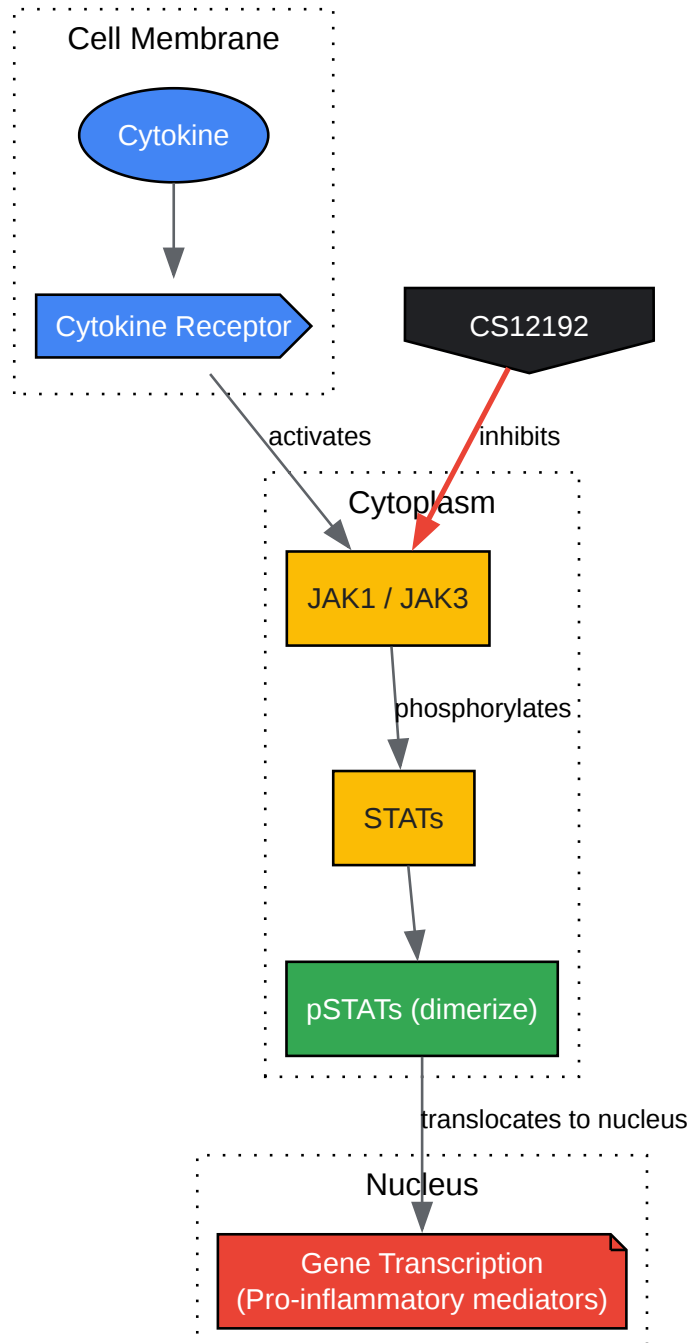 Cell Membrane
Cytokine
Cytokine Receptor
CS12192
activates
inhibits
Cytoplasm
JAK1 / JAK3
phosphorylates
STATs
pSTATs (dimerize)
translocates to nucleus
Nucleus
Gene Transcription
(Pro-inflammatory mediators)